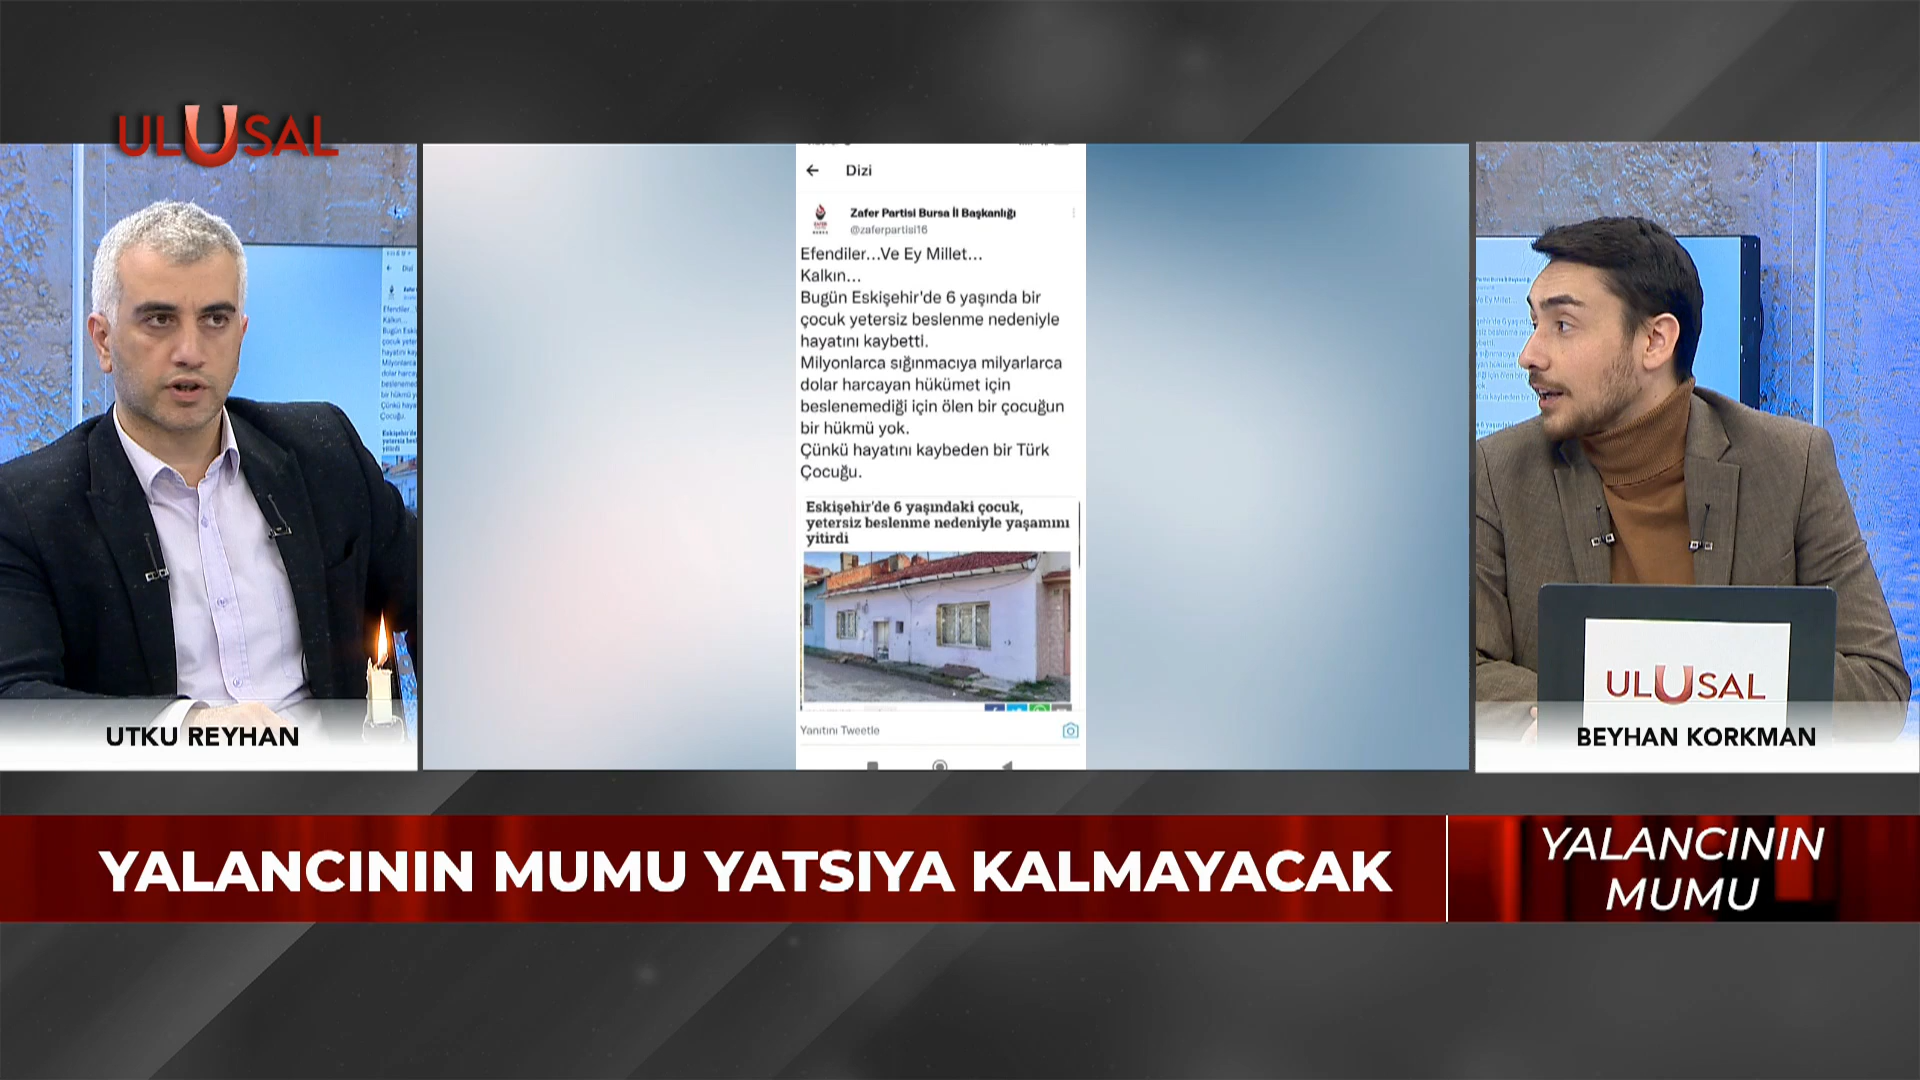 ULUSAL
Dizi
Zafer Partisi Bursa İl Başkanlığı
@zaferpartisi16
Efendiler...Ve Ey Millet...
Kalkın...
Bugün Eskişehir'de 6 yaşında bir
çocuk yetersiz beslenme nedeniyle
hayatını kaybetti.
Milyonlarca sığınmacıya milyarlarca
dolar harcayan hükümet için
beslenemediği için ölen bir çocuğun
bir hükmü yok.
Çünkü hayatını kaybeden bir Türk
Çocuğu.
Eskişehir'de 6 yaşındaki çocuk,
yetersiz beslenme nedeniyle yaşamını
yitirdi
Yanıtını Tweetle
ULUSAL
UTKU REYHAN
BEYHAN KORKMAN
YALANCININ MUMU YATSIYA KALMAYACAK
YALANCININ
MUMU